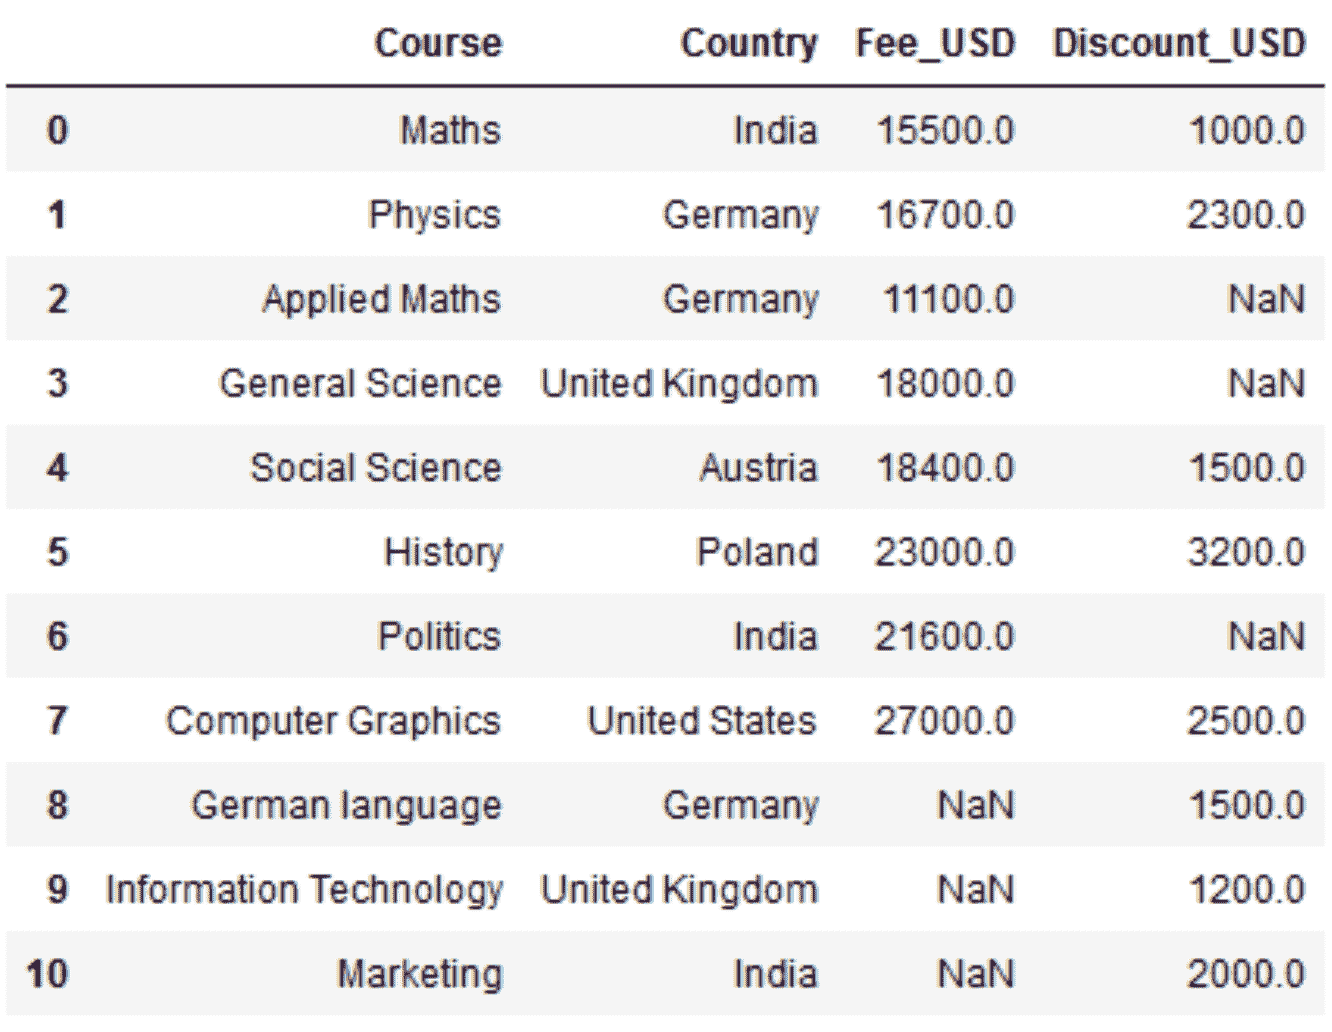 Course Country Fee_USD Discount_USD
0 Maths India 15500.0 1000.0
1 Physics Germany 16700.0 2300.0
2 Applied Maths Germany 11100.0 NaN
3 General Science United Kingdom 18000.0 NaN
4 Social Science Austria 18400.0 1500.0
5 History Poland 23000.0 3200.0
6 Politics India 21600.0 NaN
7 Computer Graphics United States 27000.0 2500.0
8 German language Germany NaN 1500.0
9 Information Technology United Kingdom NaN 1200.0
10 Marketing India NaN 2000.0